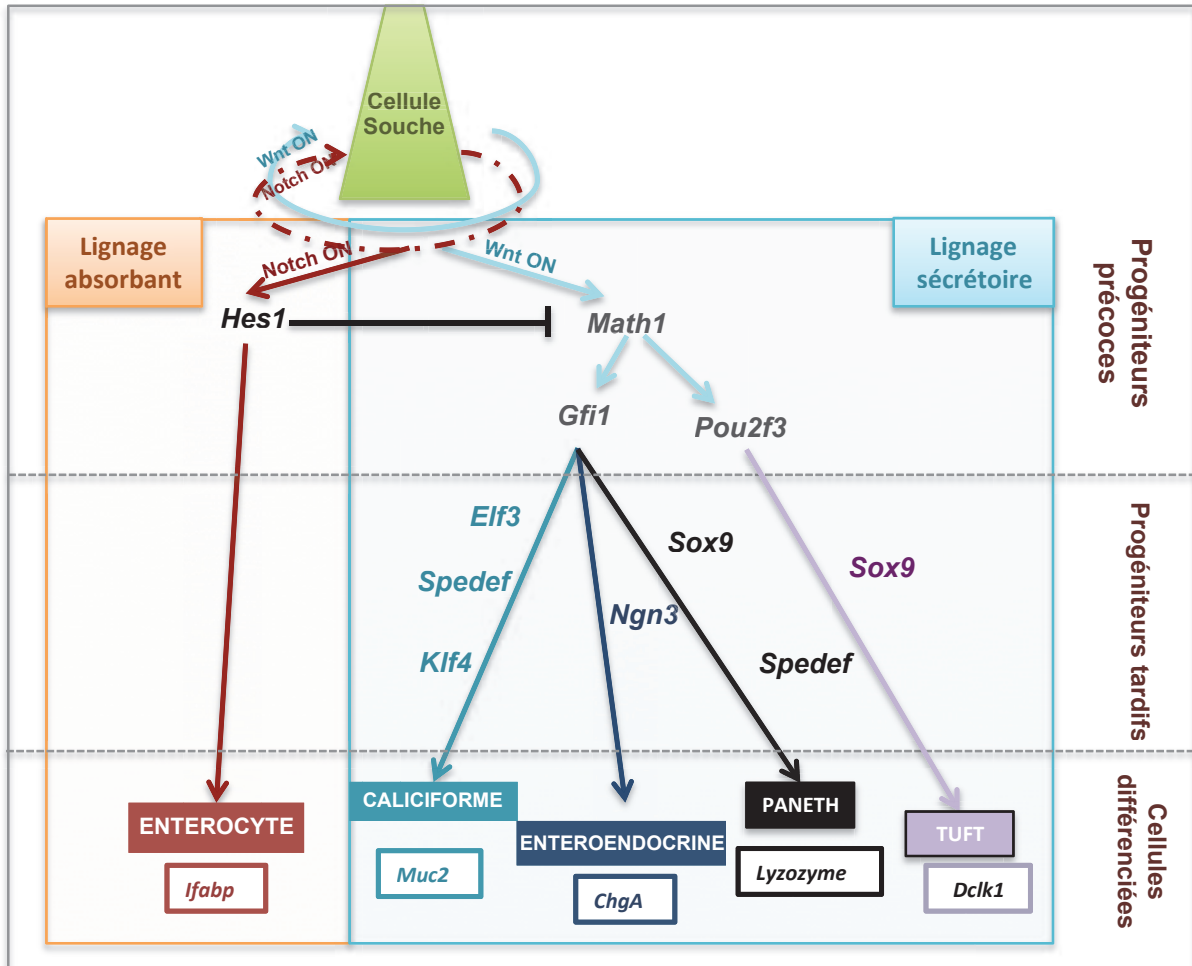 Cellule
Souche
Wnt ON
Notch ON
Lignage
absorbant
Notch ON
Wnt ON
Lignage
sécrétoire
Progéniteurs
précoces
Hes1
Math1
Gfi1
Pou2f3
Elf3
Sox9
Sox9
Spedef
Ngn3
Klf4
Spedef
Progéniteurs tardifs
CALICIFORME
PANETH
ENTEROCYTE
ENTEROENDOCRINE
TUFT
Cellules
différenciées
Ifabp
Muc2
ChgA
Lyzozyme
Dclk1